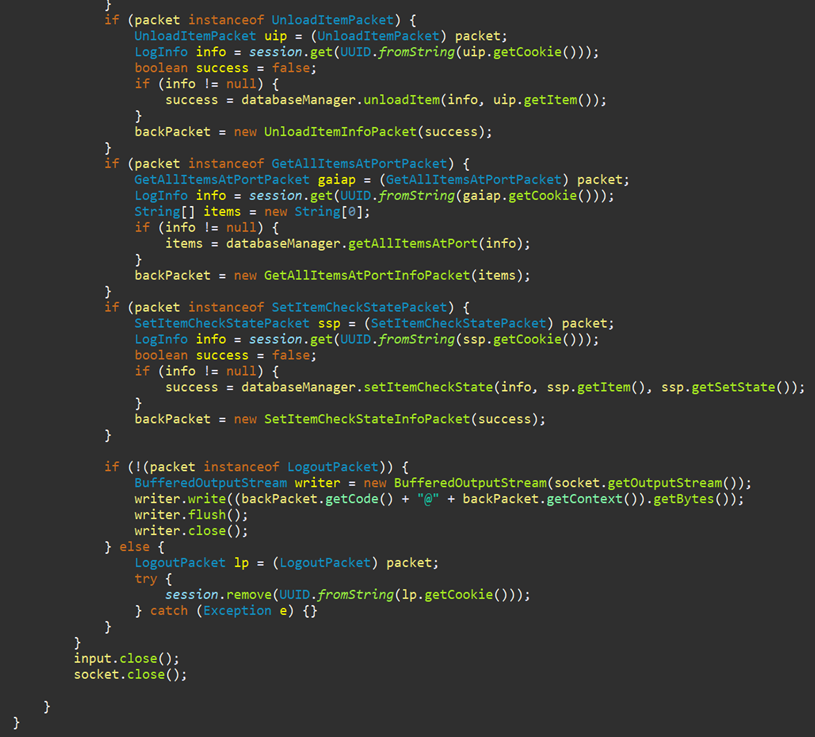 }
            if (packet instanceof UnloadItemPacket) {
                UnloadItemPacket uip = (UnloadItemPacket) packet;
                LogInfo info = session.get(UUID.fromString(uip.getCookie()));
                boolean success = false;
                if (info != null) {
                    success = databaseManager.unloadItem(info, uip.getItem());
                }
                backPacket = new UnloadItemInfoPacket(success);
            }
            if (packet instanceof GetAllItemsAtPortPacket) {
                GetAllItemsAtPortPacket gaiap = (GetAllItemsAtPortPacket) packet;
                LogInfo info = session.get(UUID.fromString(gaiap.getCookie()));
                String[] items = new String[0];
                if (info != null) {
                    items = databaseManager.getAllItemsAtPort(info);
                }
                backPacket = new GetAllItemsAtPortInfoPacket(items);
            }
            if (packet instanceof SetItemCheckStatePacket) {
                SetItemCheckStatePacket ssp = (SetItemCheckStatePacket) packet;
                LogInfo info = session.get(UUID.fromString(ssp.getCookie()));
                boolean success = false;
                if (info != null) {
                    success = databaseManager.setItemCheckState(info, ssp.getItem(), ssp.getSetState());
                }
                backPacket = new SetItemCheckStateInfoPacket(success);
            }

            if (!(packet instanceof LogoutPacket)) {
                BufferedOutputStream writer = new BufferedOutputStream(socket.getOutputStream());
                writer.write((backPacket.getCode() + "@" + backPacket.getContext()).getBytes());
                writer.flush();
                writer.close();
            } else {
                LogoutPacket lp = (LogoutPacket) packet;
                try {
                    session.remove(UUID.fromString(lp.getCookie()));
                } catch (Exception e) {}
            }
        }
        input.close();
        socket.close();

    }
}